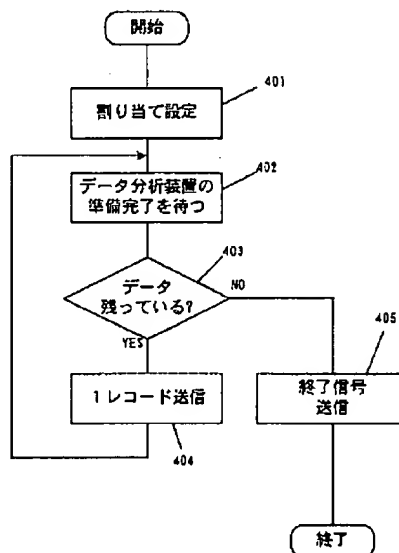 開始
401
割り当て設定
402
データ分析装置の
準備完了を待つ
403
データ
残っている?
NO
YES
405
1レコード送信
終了信号
送信
404
終了